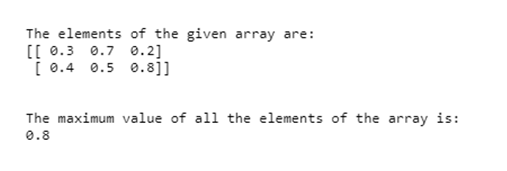 The elements of the given array are:
[[ 0.3 0.7 0.2]
[ 0.4 0.5 0.8]]
The maximum value of all the elements of the array is:
0.8